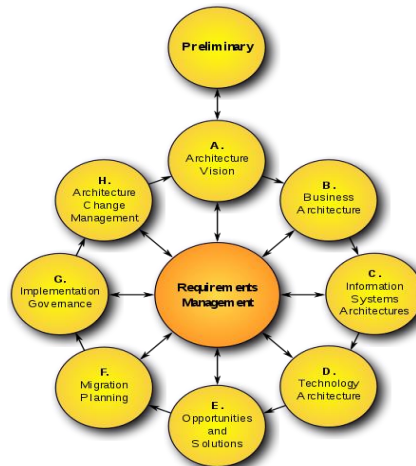 Preliminary
A.
Architecture
Vision
B.
Business
Architecture
C.
Information
Systems
Architectures
D.
Technology
Architecture
E.
Opportunities
and
Solutions
F.
Migration
Planning
G.
Implementation
Governance
H.
Architecture
Change
Management
Requirements
Management